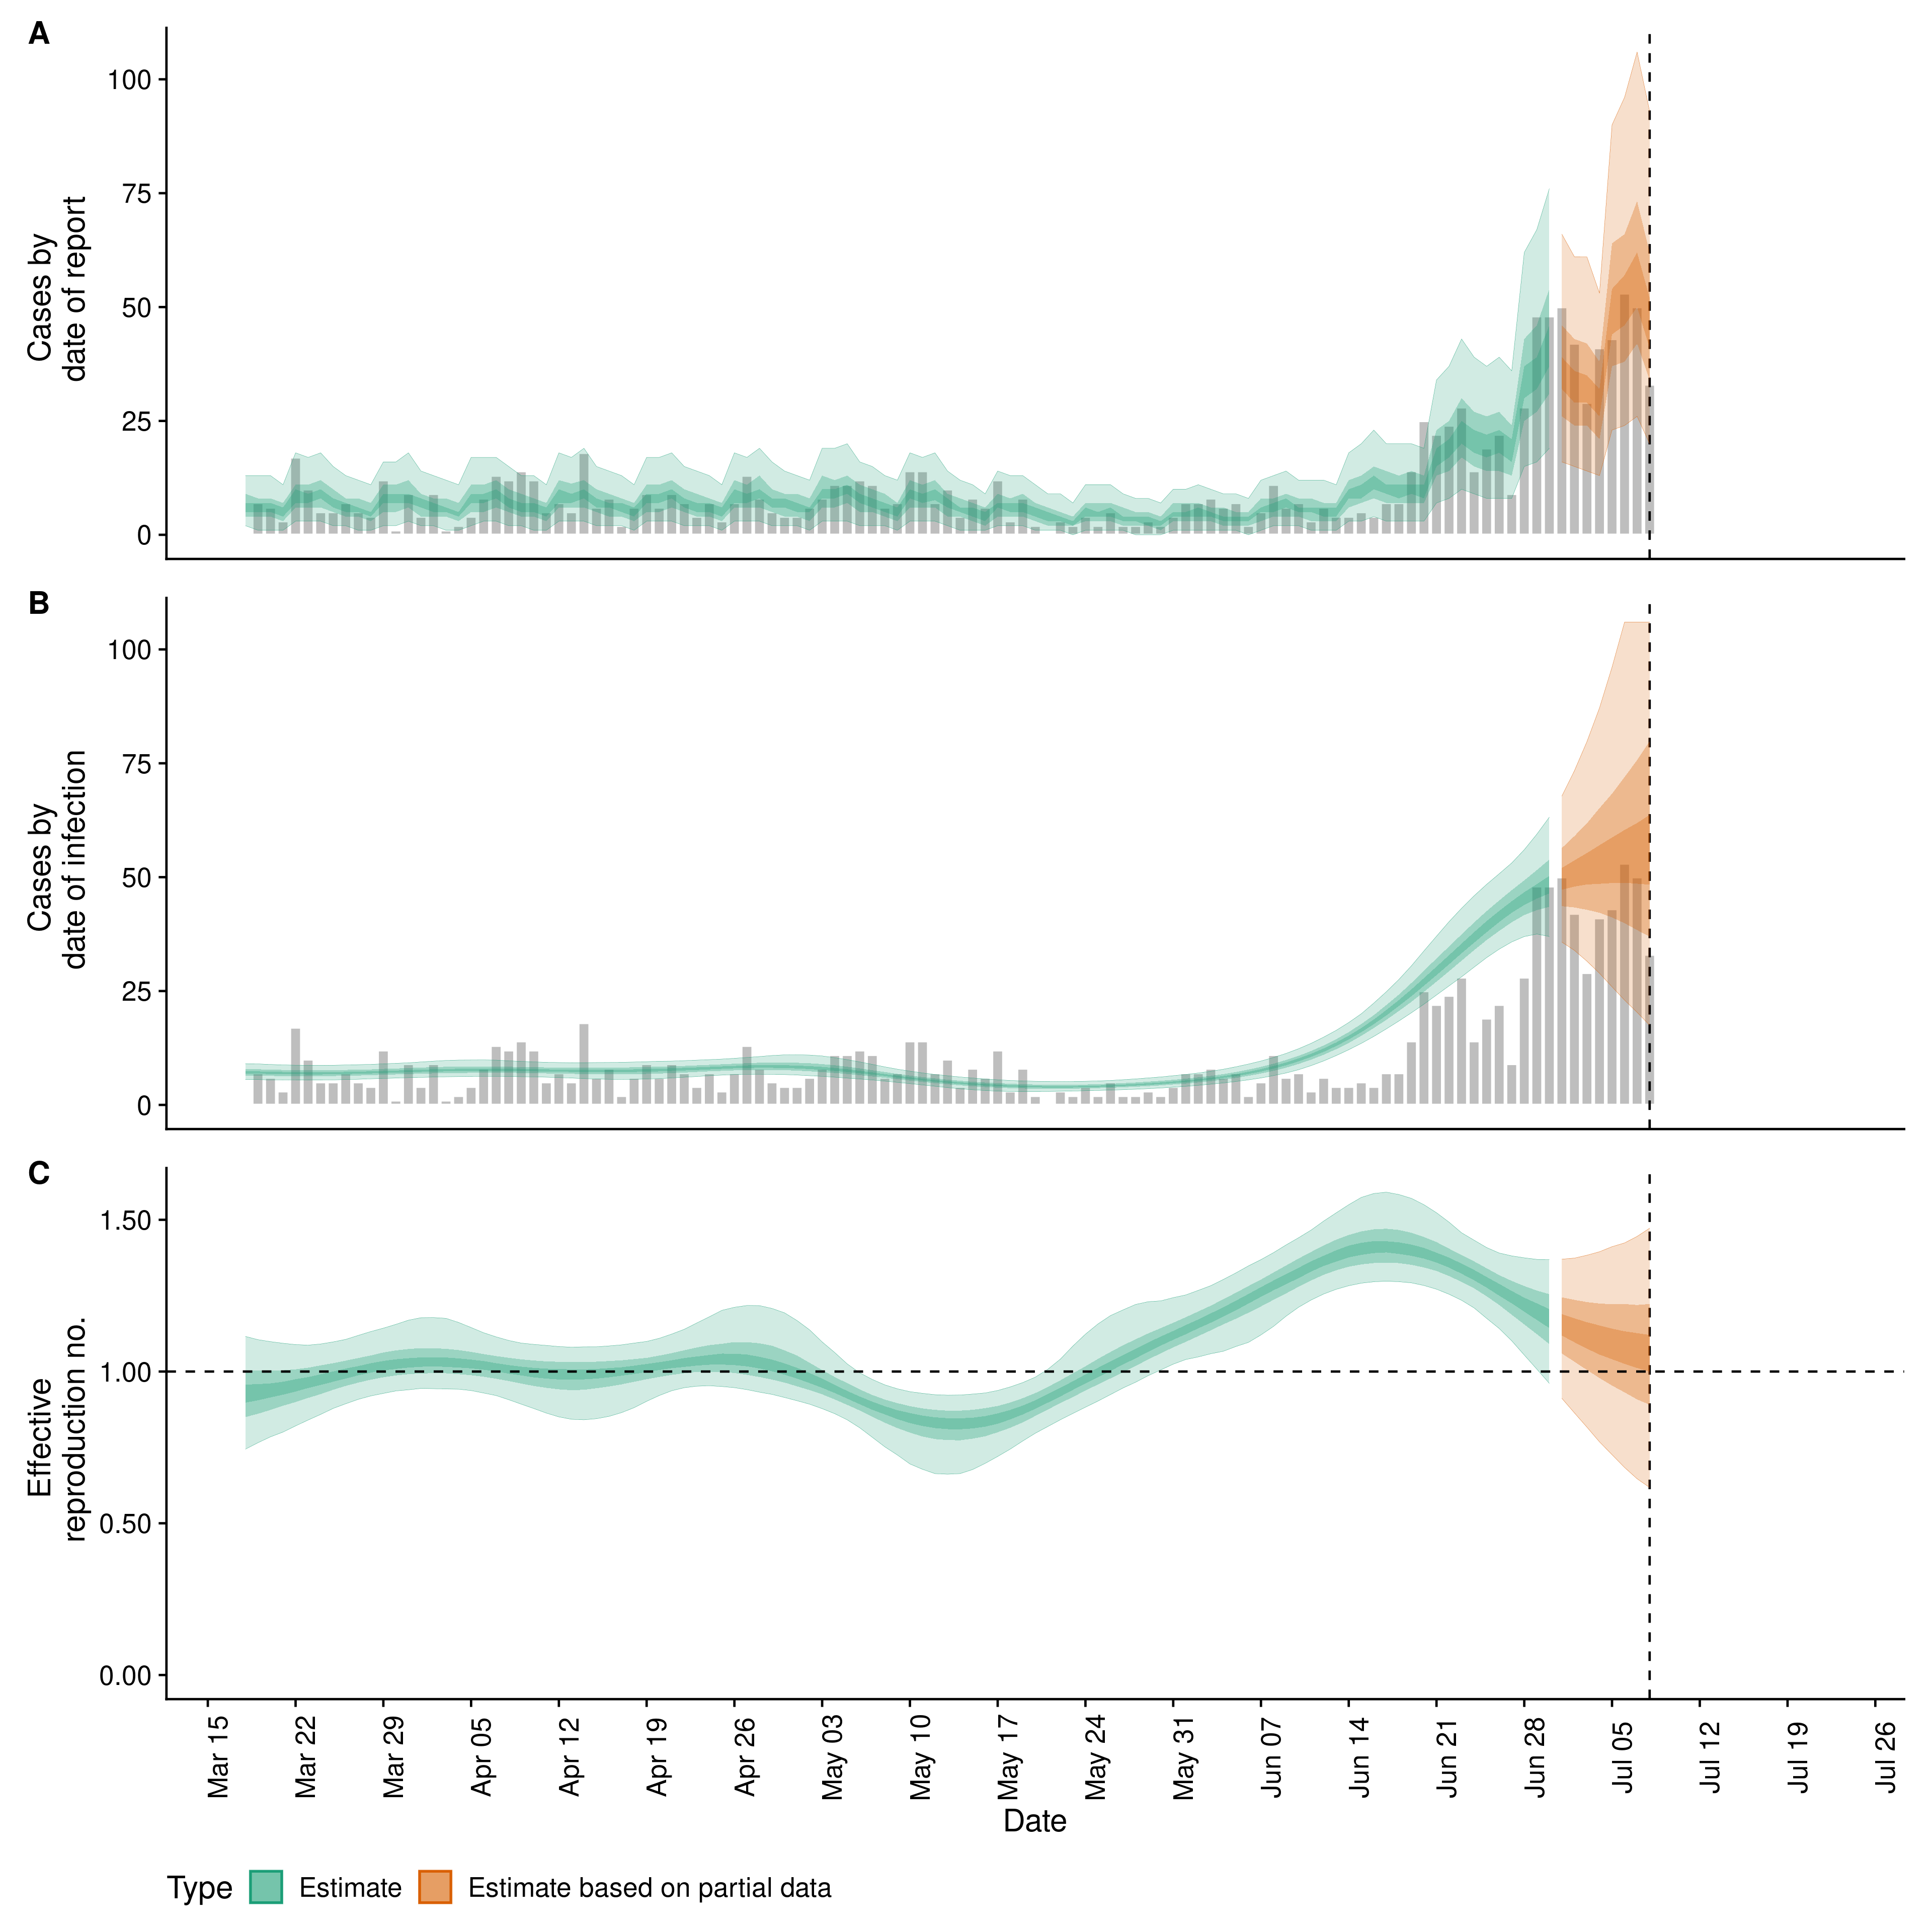 A
Cases by
date of report
100
75
50
25
0
B
Cases by
date of infection
100
75
50
25
0
C
Effective
reproduction no.
1.50
1.00
0.50
0.00
Mar 15
Mar 22
Mar 29
Apr 05
Apr 12
Apr 19
Apr 26
May 03
May 10
May 17
May 24
May 31
Jun 07
Jun 14
Jun 21
Jun 28
Jul 05
Jul 12
Jul 19
Jul 26
Date
Type Estimate Estimate based on partial data